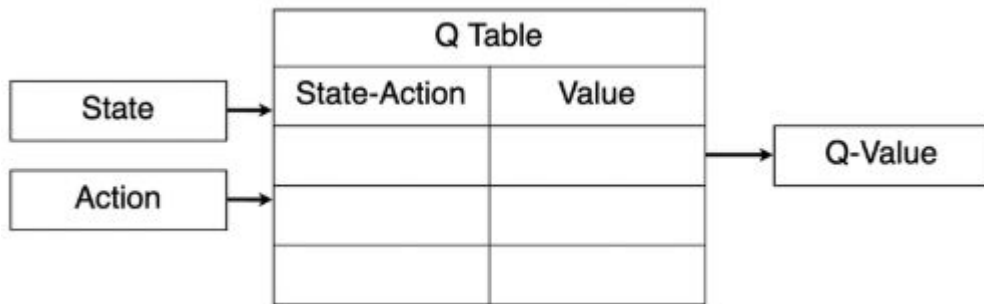 Q Table
State-Action
Value
State
Action
Q-Value